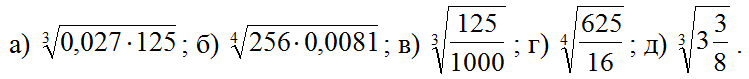 а) ∛(0,027·125) ; б) ∜(256·0,0081) ; в) ∛(125/1000) ; г) ∜(625/16) ; д) ∛(3 3/8) .